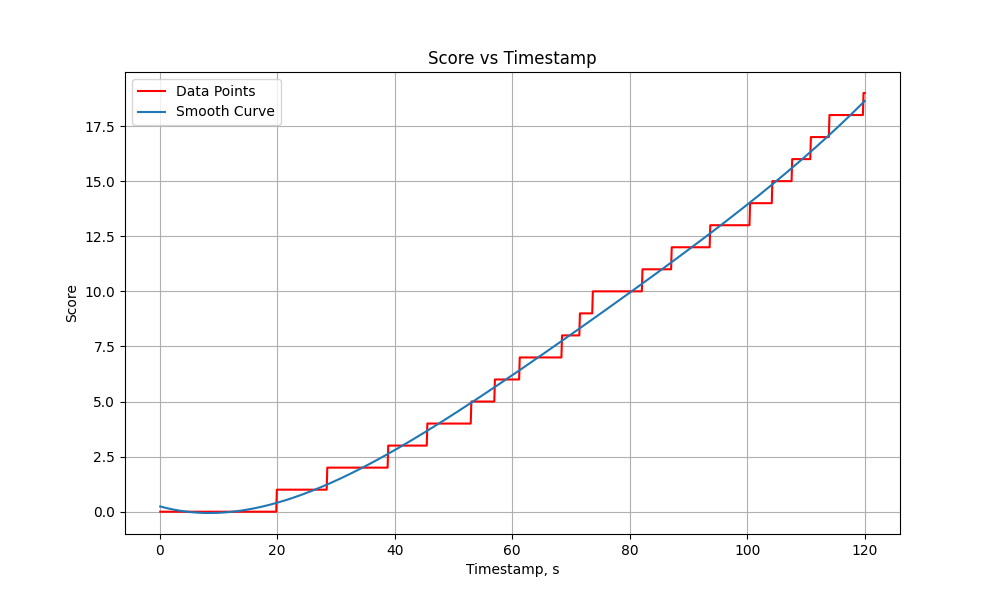 Score vs Timestamp
Data Points
Smooth Curve
Score
17.5
15.0
12.5
10.0
7.5
5.0
2.5
0.0
0 20 40 60 80 100 120
Timestamp, s